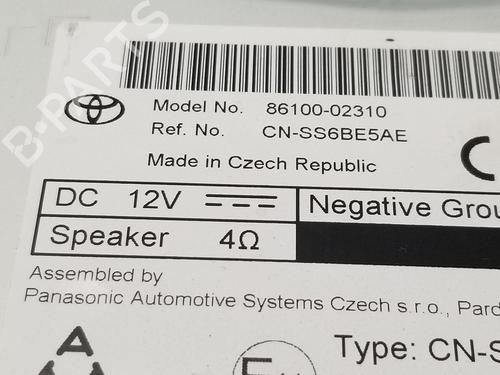 Model No. 86100-02310
Ref. No. CN-SS6BE5AE
Made in Czech Republic
DC 12V
Negative Grou
Speaker 4Ω
Assembled by
Panasonic Automotive Systems Czech s.r.o., Pard
Type: CN-S
A
B-PARTS